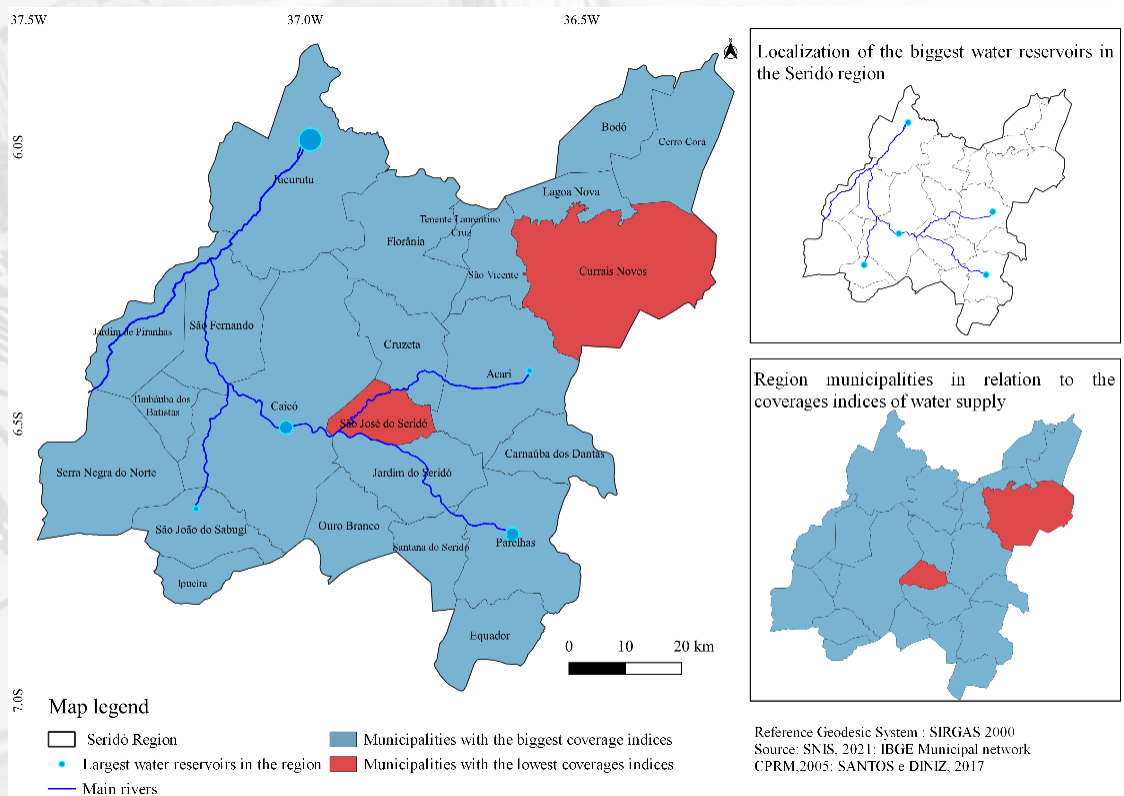 37.5W
37.0W
36.5W
6.0S
6.5S
7.0S
N
Bodó
Cerro Corá
Jucurutu
Lagoa Nova
Tenente Laurentino
Cruz
Florânia
São Vicente
Currais Novos
Jardim de Piranhas
São Fernando
Cruzeta
Acari
Timbaúba dos
Batistas
Caicó
São José do Seridó
Carnaúba dos Dantas
Serra Negra do Norte
Jardim do Seridó
São João do Sabugi
Ouro Branco
Santana do Seridó
Parelhas
Ipueira
Equador
0 10 20 km
Map legend
Seridó Region
Largest water reservoirs in the region
Main rivers
Municipalities with the biggest coverage indices
Municipalities with the lowest coverages indices
Localization of the biggest water reservoirs in
the Seridó region
Region municipalities in relation to the
coverages indices of water supply
Reference Geodesic System : SIRGAS 2000
Source: SNIS, 2021: IBGE Municipal network
CPRM,2005: SANTOS e DINIZ, 2017